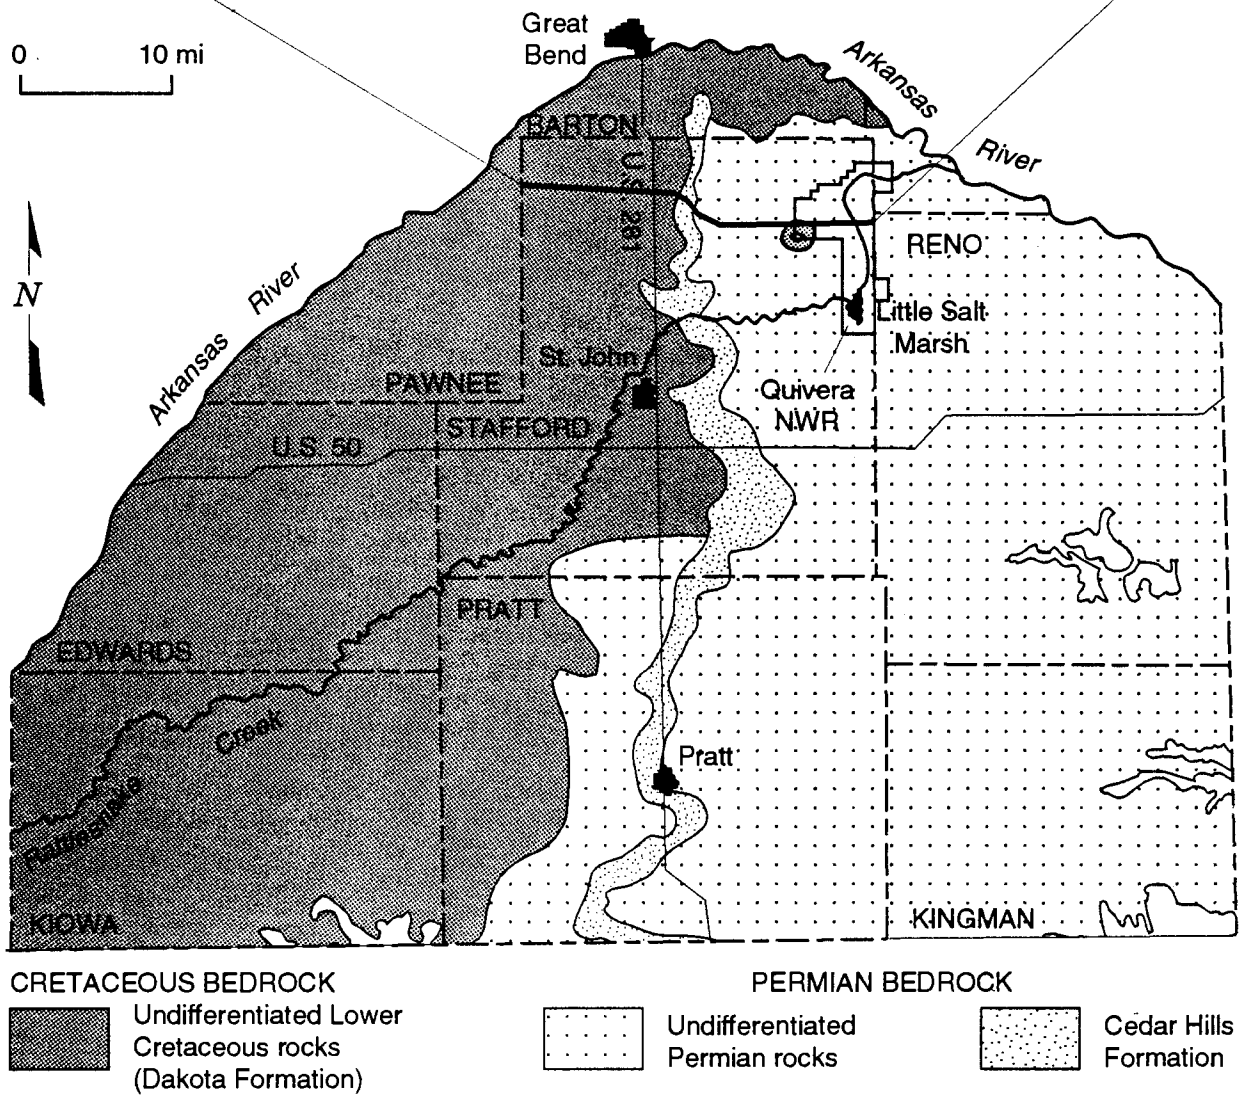 Great
Bend
0 10 mi
Arkansas
River
BARTON
U.S. 281
N
RENO
Arkansas
River
Little Salt
Marsh
St. John
PAWNEE
Quivera
NWR
STAFFORD
U.S. 50
PRATT
EDWARDS
Creek
Rattlesnake
Pratt
KIOWA
KINGMAN
CRETACEOUS BEDROCK
Undifferentiated Lower
Cretaceous rocks
(Dakota Formation)
PERMIAN BEDROCK
Undifferentiated
Permian rocks
Cedar Hills
Formation